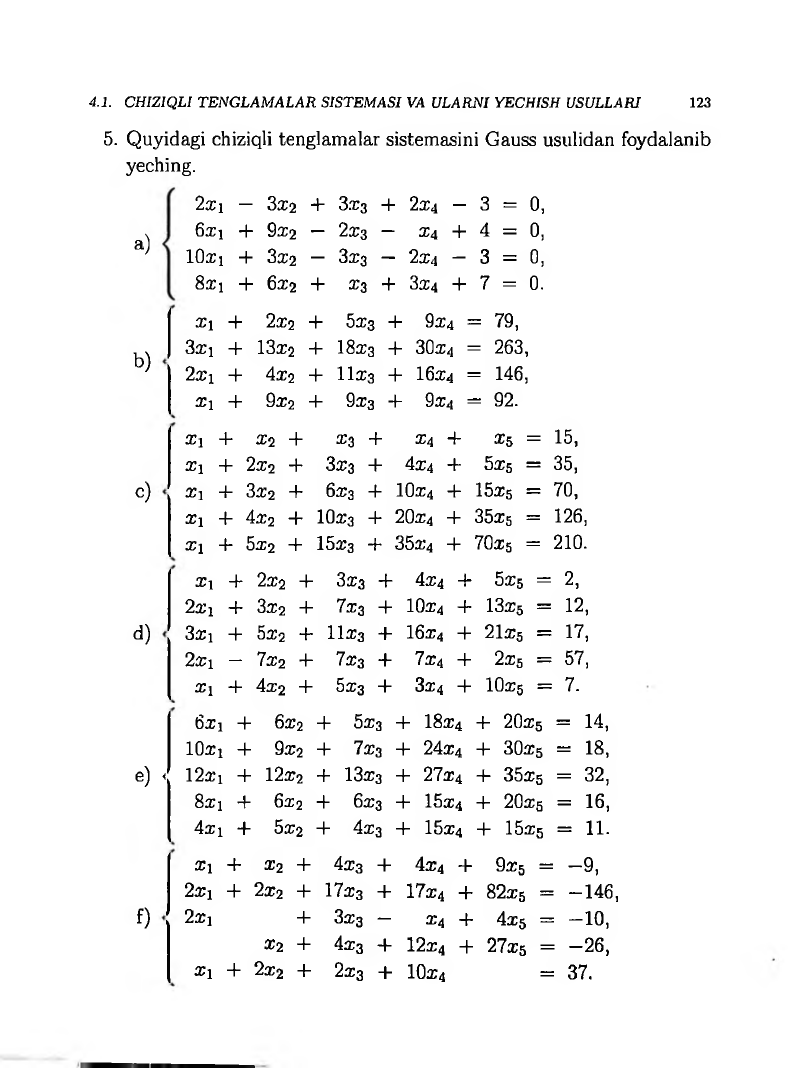 4.1. CHIZIQLI TENGLAMALAR SISTEMASI VA ULARNI YECHISH USULLARI 123
5. Quyidagi chiziqli tenglamalar sistemasini Gauss usulidan foydalanib
yeching.
a)
2x₁ − 3x₂ + 3x₃ + 2x₄ − 3 = 0,
6x₁ + 9x₂ − 2x₃ − x₄ + 4 = 0,
10x₁ + 3x₂ − 3x₃ − 2x₄ − 3 = 0,
8x₁ + 6x₂ + x₃ + 3x₄ + 7 = 0.
b)
x₁ + 2x₂ + 5x₃ + 9x₄ = 79,
3x₁ + 13x₂ + 18x₃ + 30x₄ = 263,
2x₁ + 4x₂ + 11x₃ + 16x₄ = 146,
x₁ + 9x₂ + 9x₃ + 9x₄ = 92.
c)
x₁ + x₂ + x₃ + x₄ + x₅ = 15,
x₁ + 2x₂ + 3x₃ + 4x₄ + 5x₅ = 35,
x₁ + 3x₂ + 6x₃ + 10x₄ + 15x₅ = 70,
x₁ + 4x₂ + 10x₃ + 20x₄ + 35x₅ = 126,
x₁ + 5x₂ + 15x₃ + 35x₄ + 70x₅ = 210.
d)
x₁ + 2x₂ + 3x₃ + 4x₄ + 5x₅ = 2,
2x₁ + 3x₂ + 7x₃ + 10x₄ + 13x₅ = 12,
3x₁ + 5x₂ + 11x₃ + 16x₄ + 21x₅ = 17,
2x₁ − 7x₂ + 7x₃ + 7x₄ + 2x₅ = 57,
x₁ + 4x₂ + 5x₃ + 3x₄ + 10x₅ = 7.
e)
6x₁ + 6x₂ + 5x₃ + 18x₄ + 20x₅ = 14,
10x₁ + 9x₂ + 7x₃ + 24x₄ + 30x₅ = 18,
12x₁ + 12x₂ + 13x₃ + 27x₄ + 35x₅ = 32,
8x₁ + 6x₂ + 6x₃ + 15x₄ + 20x₅ = 16,
4x₁ + 5x₂ + 4x₃ + 15x₄ + 15x₅ = 11.
f)
x₁ + x₂ + 4x₃ + 4x₄ + 9x₅ = −9,
2x₁ + 2x₂ + 17x₃ + 17x₄ + 82x₅ = −146,
2x₁ + 3x₃ − x₄ + 4x₅ = −10,
x₂ + 4x₃ + 12x₄ + 27x₅ = −26,
x₁ + 2x₂ + 2x₃ + 10x₄ = 37.